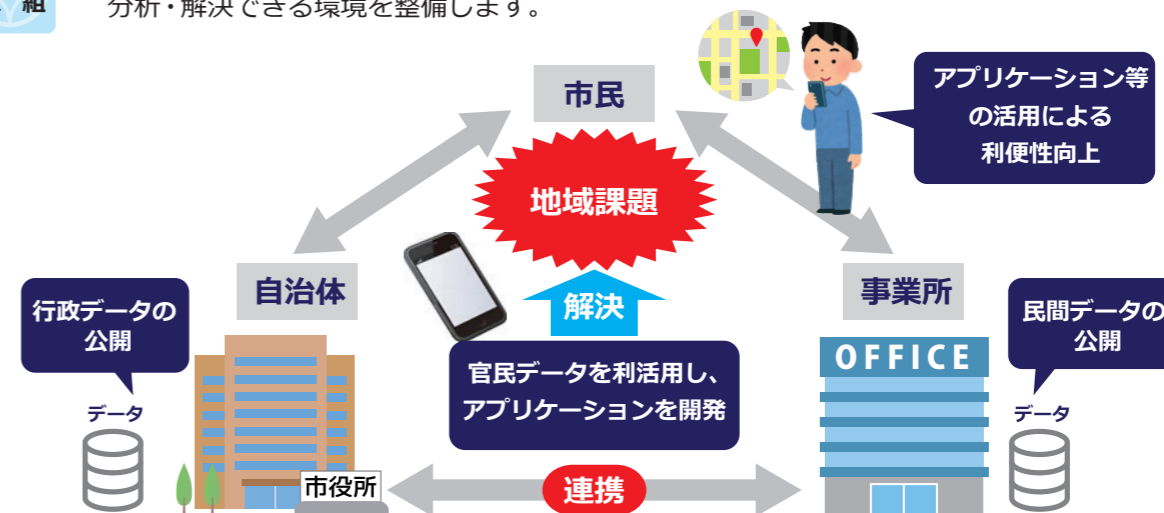 組
分析・解決できる環境を整備します。
市民
アプリケーション等
の活用による
利便性向上
地域課題
自治体
解決
事業所
行政データの
公開
民間データの
公開
OFFICE
官民データを利活用し、
アプリケーションを開発
データ
データ
市役所
連携